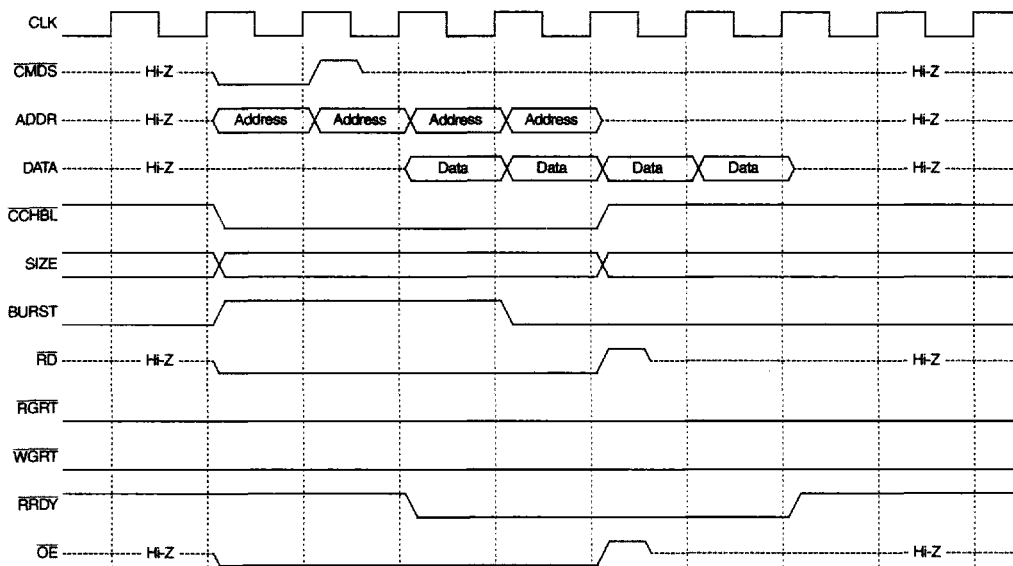 CLK
CMDS Hi-Z Hi-Z
ADDR Hi-Z Address Address Address Address Hi-Z
DATA Hi-Z Data Data Data Data Hi-Z
CCHBL
SIZE
BURST
RD Hi-Z Hi-Z
RGRT
WGRT
RRDY
OE Hi-Z Hi-Z